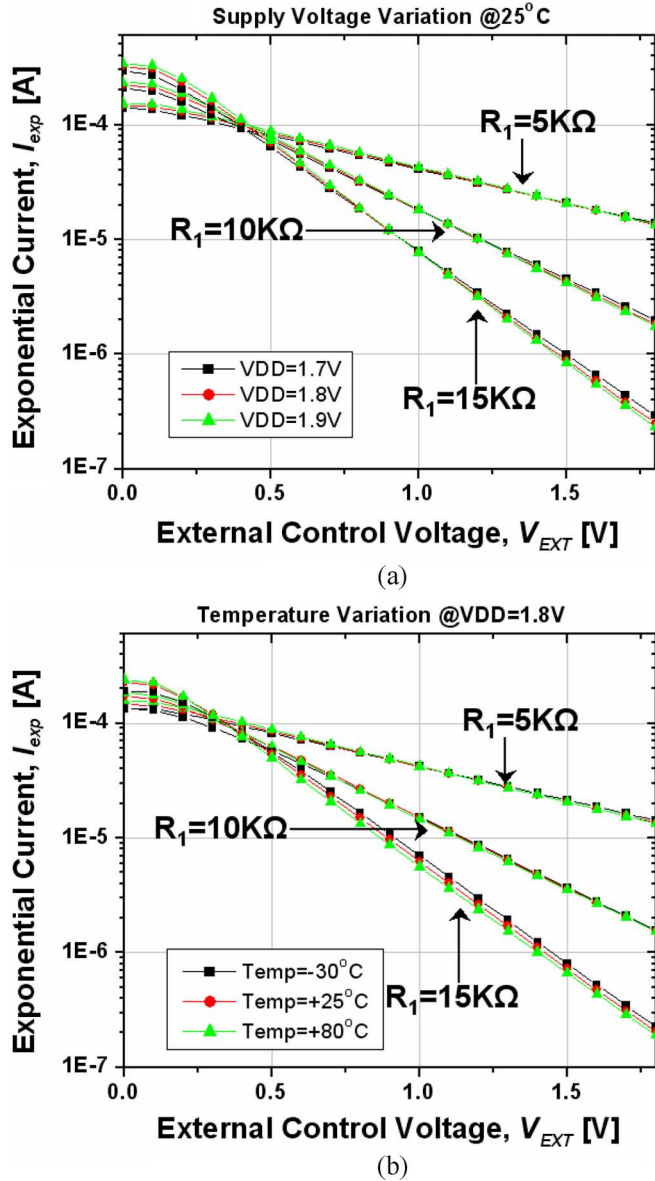 Supply Voltage Variation @25°C
Exponential Current, I_exp [A]
1E-4
1E-5
1E-6
1E-7
R₁=5KΩ
R₁=10KΩ
R₁=15KΩ
VDD=1.7V
VDD=1.8V
VDD=1.9V
0.0 0.5 1.0 1.5
External Control Voltage, V_EXT [V]
(a)
Temperature Variation @VDD=1.8V
Exponential Current, I_exp [A]
1E-4
1E-5
1E-6
1E-7
R₁=5KΩ
R₁=10KΩ
R₁=15KΩ
Temp=-30°C
Temp=+25°C
Temp=+80°C
0.0 0.5 1.0 1.5
External Control Voltage, V_EXT [V]
(b)